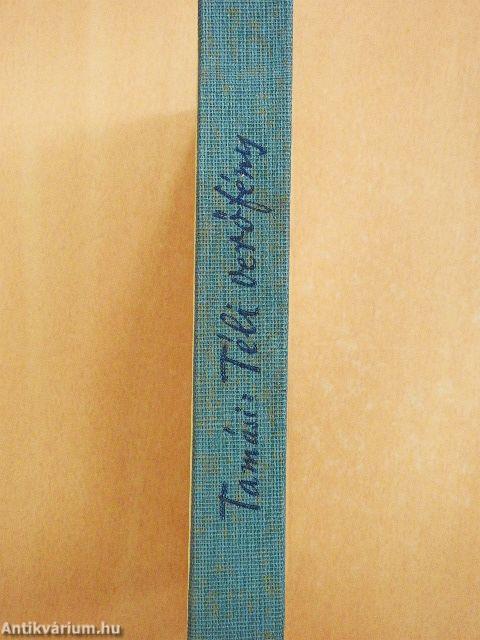 Tamási: Téli verőfény
Antikvárium.hu